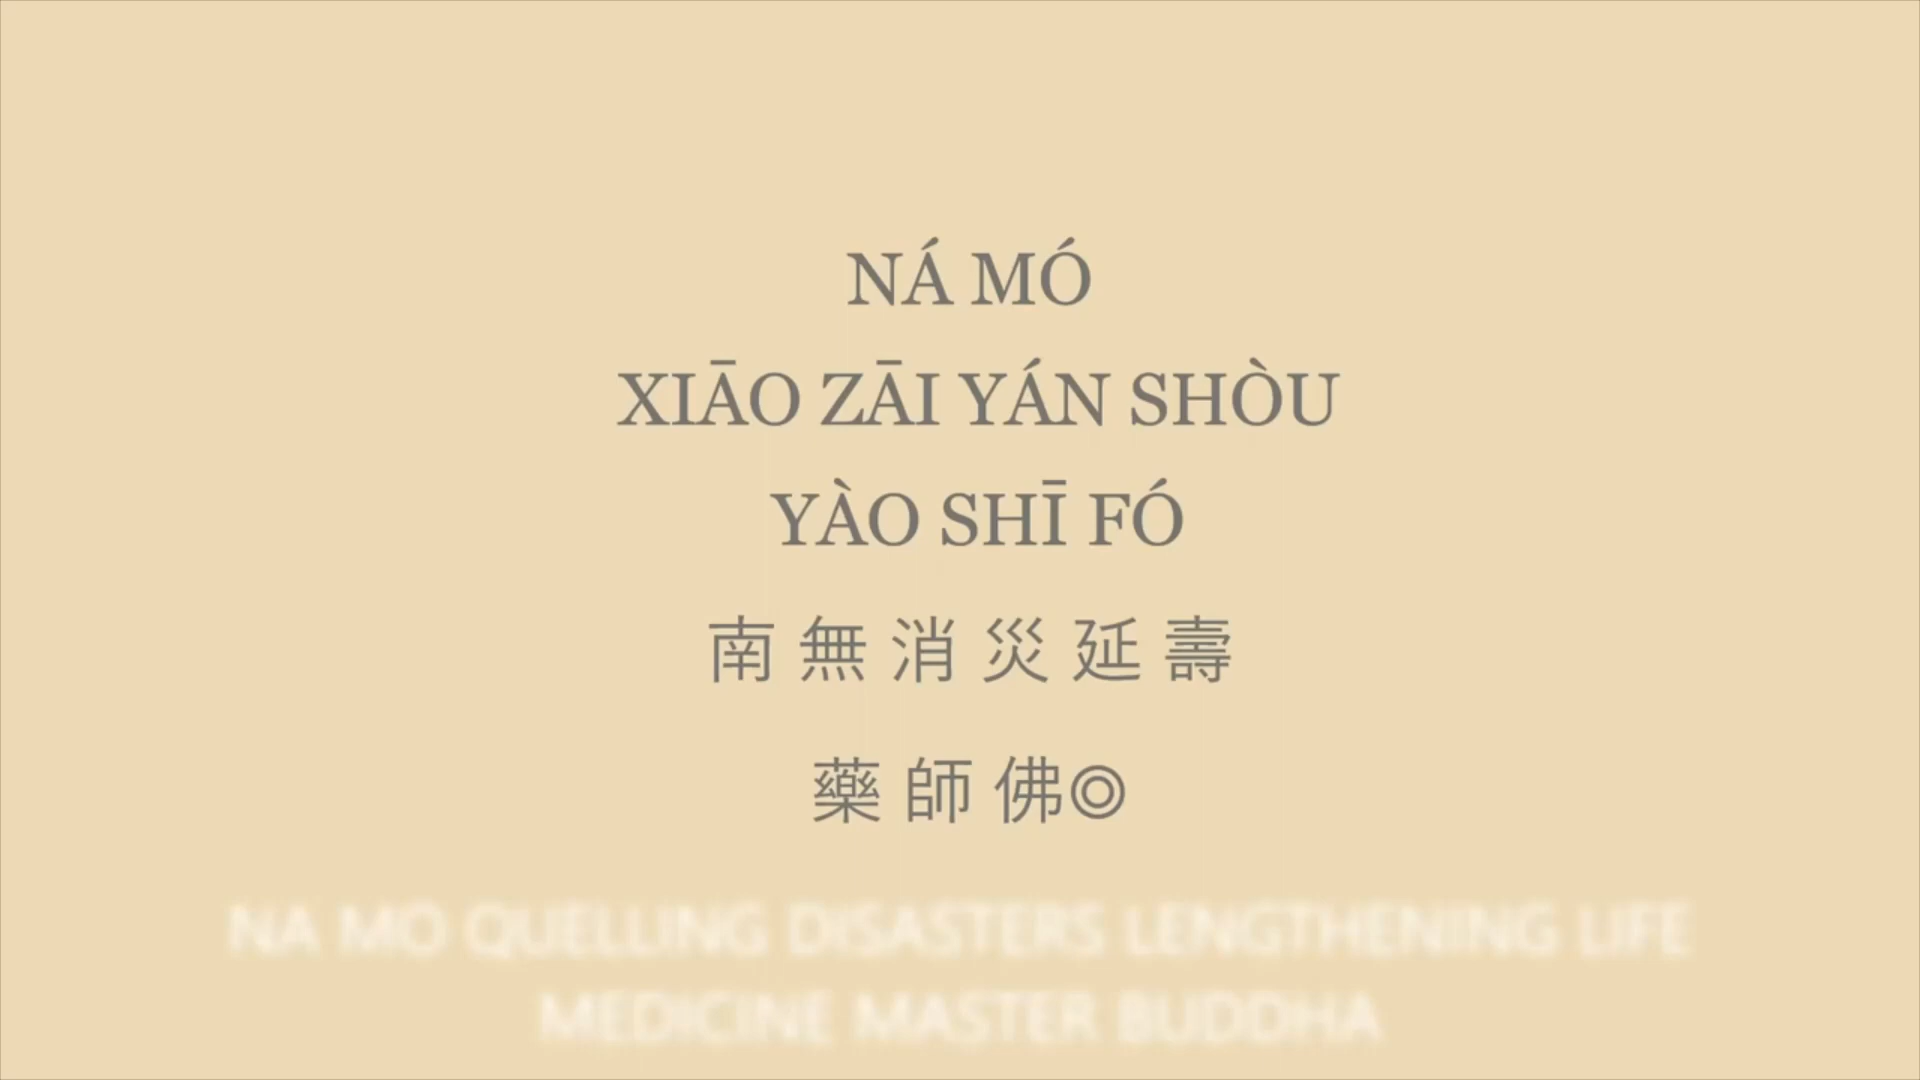 NÁ MÓ
XIĀO ZĀI YÁN SHÒU
YÀO SHĪ FÓ
南 無 消 災 延 壽
藥 師 佛◎
NA MO QUELLING DISASTERS LENGTHENING LIFE
MEDICINE MASTER BUDDHA